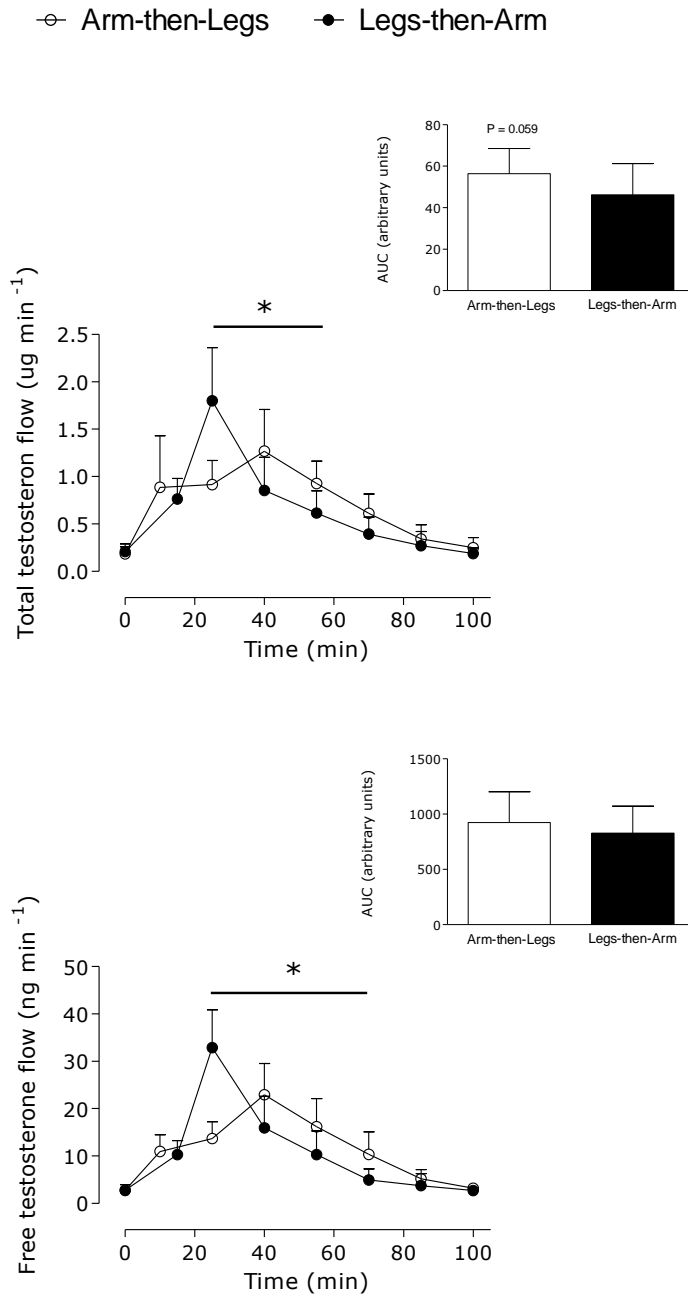 Arm-then-Legs Legs-then-Arm
80
60
40
20
0
AUC (arbitrary units)
P = 0.059
Arm-then-Legs Legs-then-Arm
*
2.5
2.0
1.5
1.0
0.5
0.0
Total testosteron flow (ug min -1)
0 20 40 60 80 100
Time (min)
1500
1000
500
0
AUC (arbitrary units)
Arm-then-Legs Legs-then-Arm
*
50
40
30
20
10
0
Free testosterone flow (ng min -1)
0 20 40 60 80 100
Time (min)